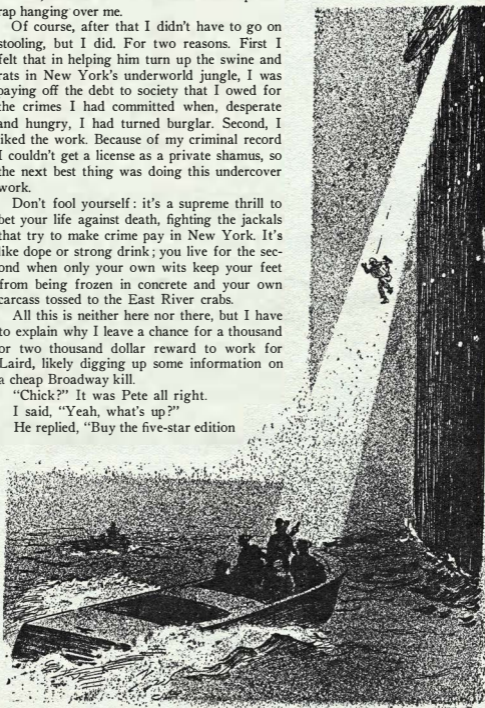 rap hanging over me.
Of course, after that I didn't have to go on
stooling, but I did. For two reasons. First I
felt that in helping him turn up the swine and
rats in New York's underworld jungle, I was
paying off the debt to society that I owed for
the crimes I had committed when, desperate
and hungry, I had turned burglar. Second, I
liked the work. Because of my criminal record
I couldn't get a license as a private shamus, so
the next best thing was doing this undercover
work.
Don't fool yourself: it's a supreme thrill to
bet your life against death, fighting the jackals
that try to make crime pay in New York. It's
like dope or strong drink; you live for the sec-
ond when only your own wits keep your feet
from being frozen in concrete and your own
carcass tossed to the East River crabs.
All this is neither here nor there, but I have
to explain why I leave a chance for a thousand
or two thousand dollar reward to work for
Laird, likely digging up some information on
a cheap Broadway kill.
"Chick?" It was Pete all right.
I said, "Yeah, what's up?"
He replied, "Buy the five-star edition